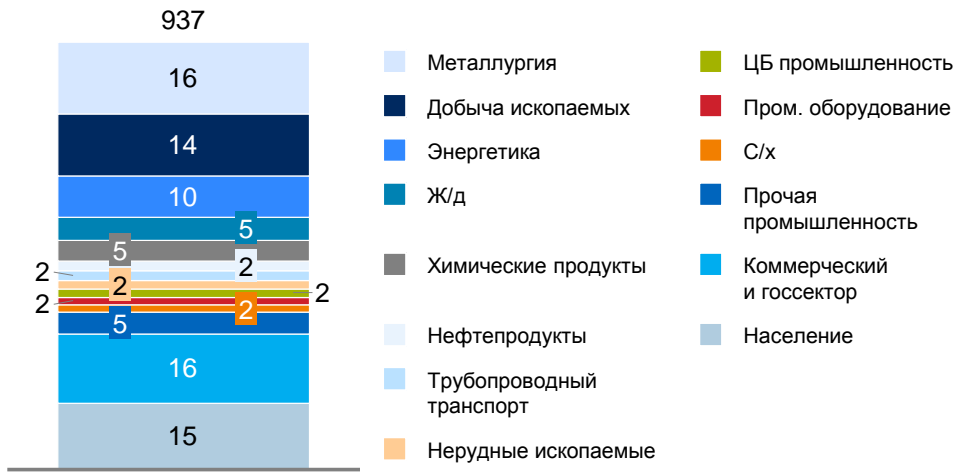 937
16
14
10
5
5
2
2
2
2
2
2
5
16
15
Металлургия
Добыча ископаемых
Энергетика
Ж/д
Химические продукты
Нефтепродукты
Трубопроводный
транспорт
Нерудные ископаемые
ЦБ промышленность
Пром. оборудование
С/х
Прочая
промышленность
Коммерческий
и госсектор
Население